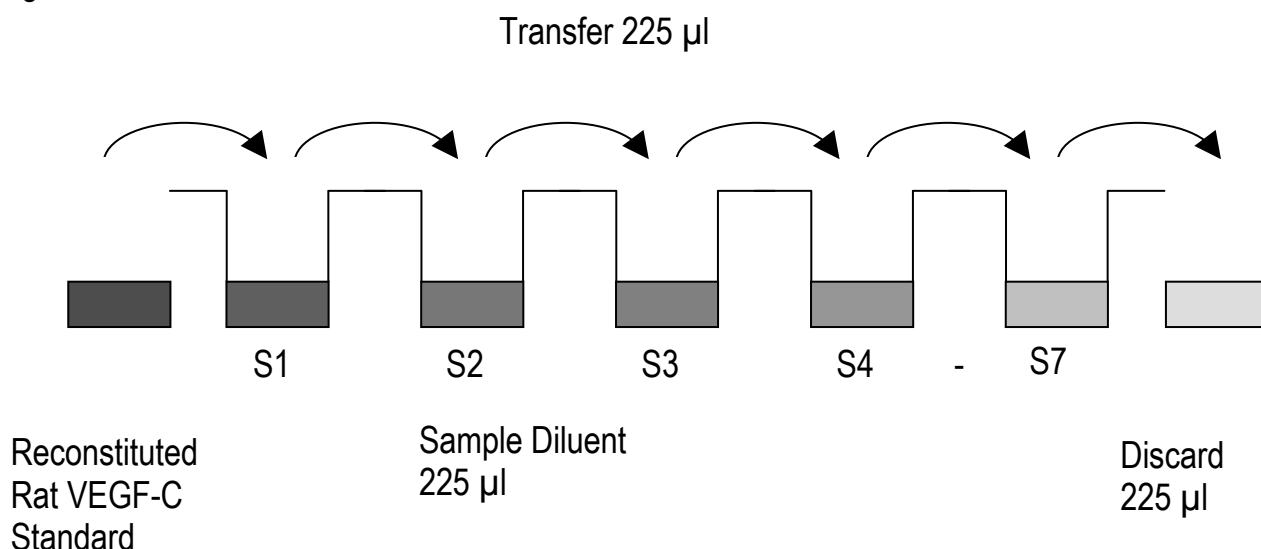 Transfer 225 µl
S1 S2 S3 S4 - S7
Reconstituted
Rat VEGF-C
Standard
Sample Diluent
225 µl
Discard
225 µl